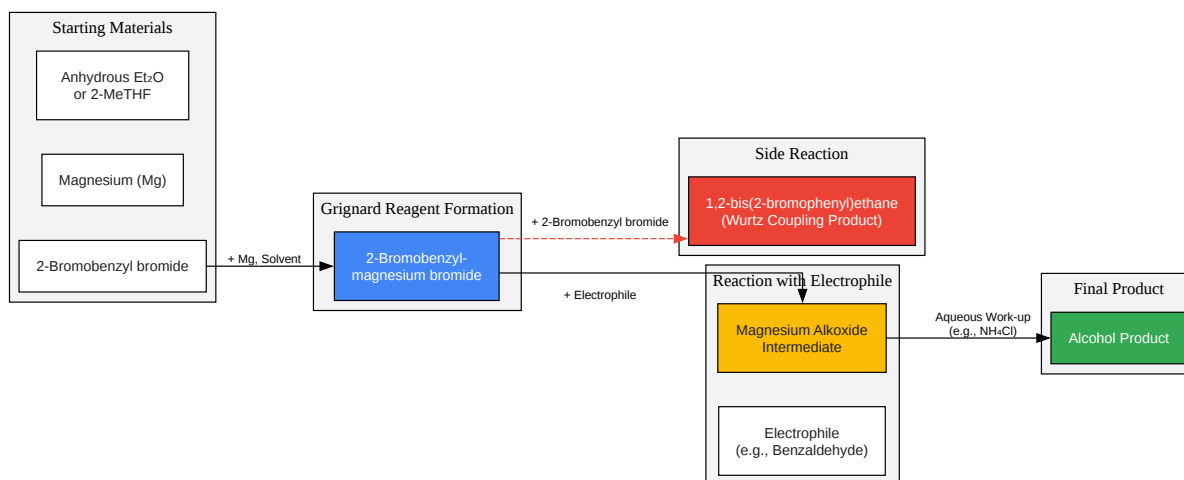 Starting Materials
Anhydrous Et₂O
or 2-MeTHF
Magnesium (Mg)
2-Bromobenzyl bromide
+ Mg, Solvent
Grignard Reagent Formation
2-Bromobenzyl-
magnesium bromide
+ 2-Bromobenzyl bromide
+ Electrophile
Side Reaction
1,2-bis(2-bromophenyl)ethane
(Wurtz Coupling Product)
Reaction with Electrophile
Magnesium Alkoxide
Intermediate
Electrophile
(e.g., Benzaldehyde)
Aqueous Work-up
(e.g., NH₄Cl)
Final Product
Alcohol Product